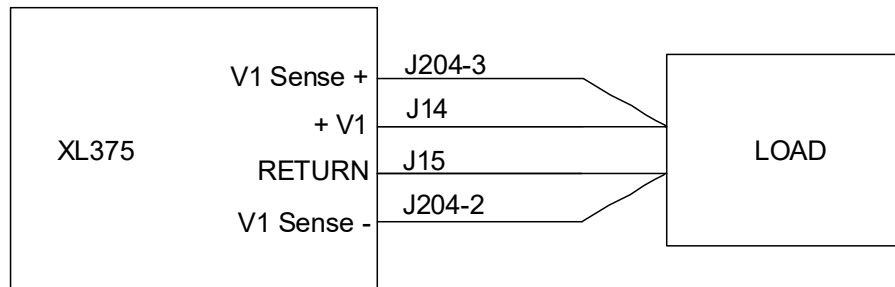 V1 Sense + J204-3
+ V1 J14
XL375
LOAD
RETURN J15
V1 Sense - J204-2